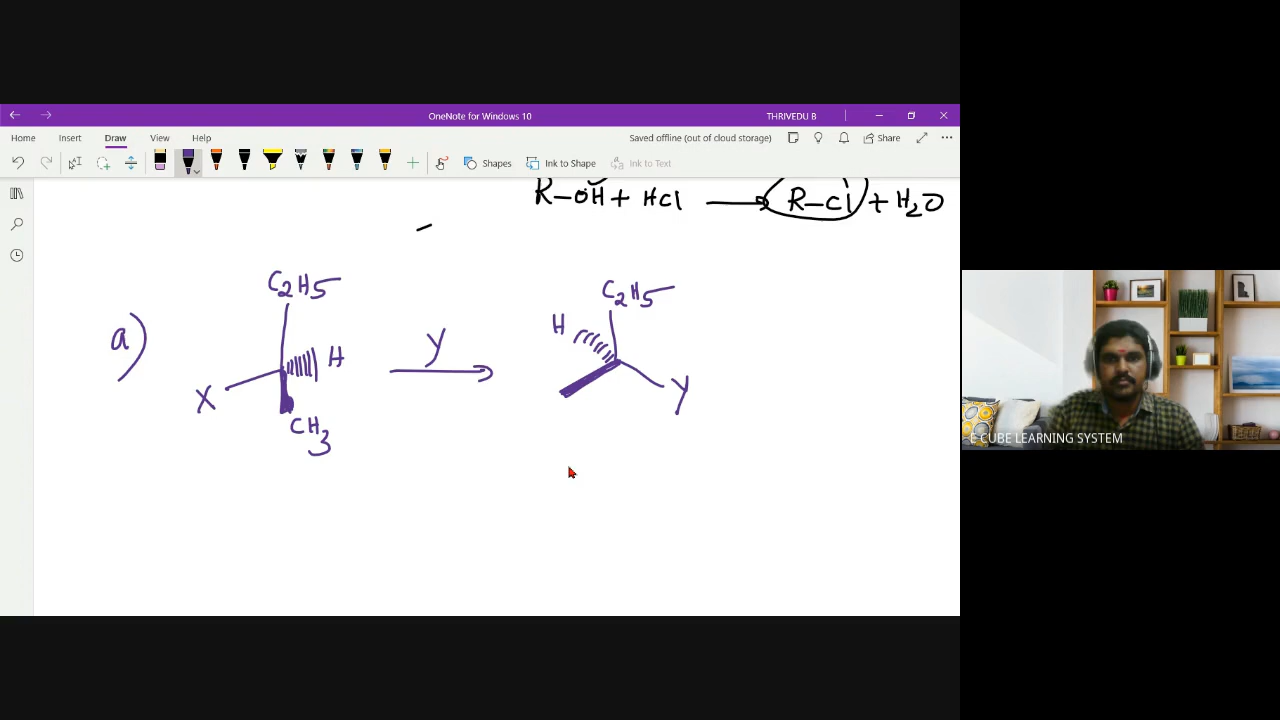 OneNote for Windows 10
THRIVEDU B
Home Insert Draw View Help
Saved offline (out of cloud storage)
Share
Shapes
Ink to Shape
Ink to Text
R-OH + HCl → R-Cl + H2O
a)
C2H5
H
X
CH3
Y
C2H5
H
Y
E CUBE LEARNING SYSTEM